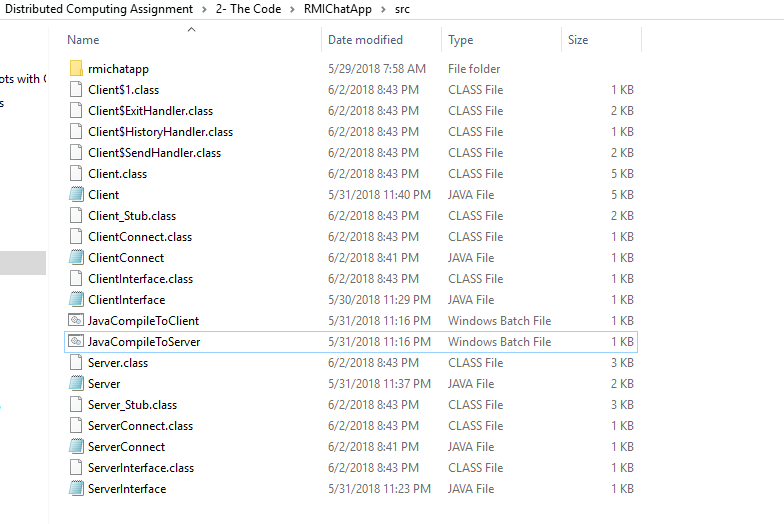 Distributed Computing Assignment > 2- The Code > RMIChatApp > src
Name Date modified Type Size
rmichatapp 5/29/2018 7:58 AM File folder
Client$1.class 6/2/2018 8:43 PM CLASS File 1 KB
Client$ExitHandler.class 6/2/2018 8:43 PM CLASS File 2 KB
Client$HistoryHandler.class 6/2/2018 8:43 PM CLASS File 1 KB
Client$SendHandler.class 6/2/2018 8:43 PM CLASS File 2 KB
Client.class 6/2/2018 8:43 PM CLASS File 5 KB
Client 5/31/2018 11:40 PM JAVA File 5 KB
Client_Stub.class 6/2/2018 8:43 PM CLASS File 2 KB
ClientConnect.class 6/2/2018 8:43 PM CLASS File 1 KB
ClientConnect 6/2/2018 8:41 PM JAVA File 1 KB
ClientInterface.class 6/2/2018 8:43 PM CLASS File 1 KB
ClientInterface 5/30/2018 11:29 PM JAVA File 1 KB
JavaCompileToClient 5/31/2018 11:16 PM Windows Batch File 1 KB
JavaCompileToServer 5/31/2018 11:16 PM Windows Batch File 1 KB
Server.class 6/2/2018 8:43 PM CLASS File 3 KB
Server 5/31/2018 11:37 PM JAVA File 2 KB
Server_Stub.class 6/2/2018 8:43 PM CLASS File 3 KB
ServerConnect.class 6/2/2018 8:43 PM CLASS File 1 KB
ServerConnect 6/2/2018 8:41 PM JAVA File 1 KB
ServerInterface.class 6/2/2018 8:43 PM CLASS File 1 KB
ServerInterface 5/31/2018 11:23 PM JAVA File 1 KB